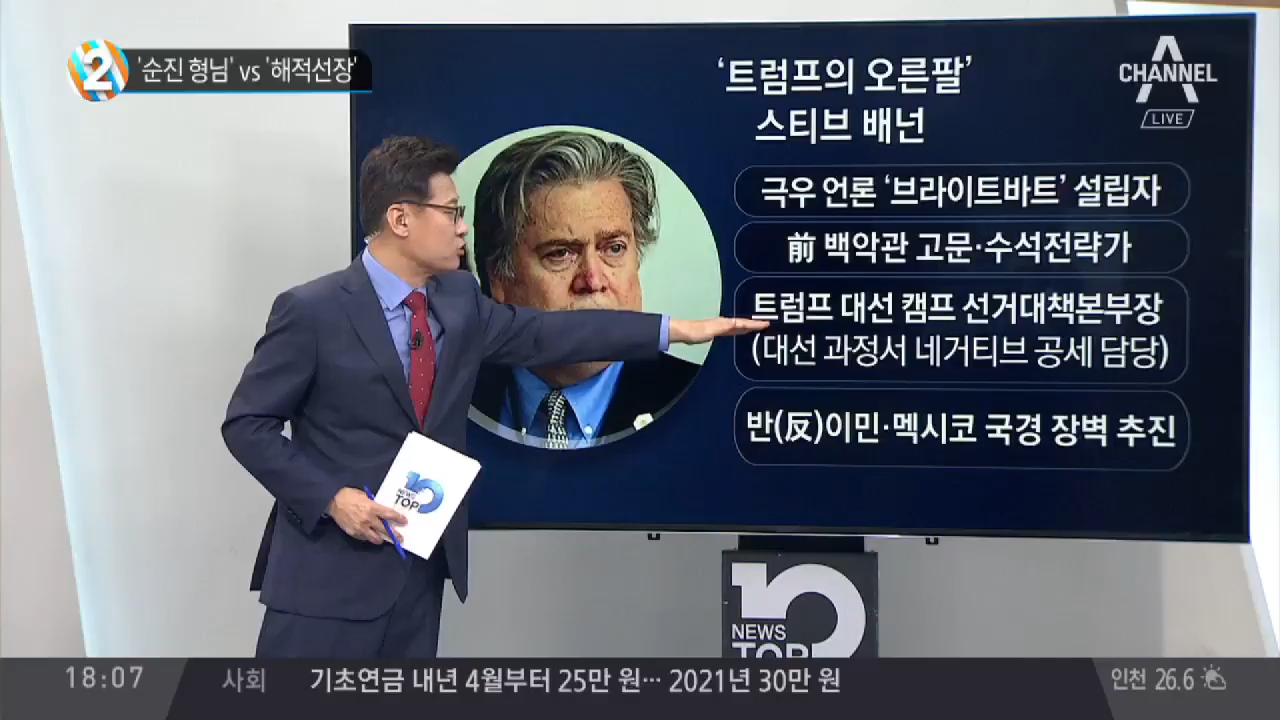 2 '순진 형님' vs '해적선장'
'트럼프의 오른팔'
스티브 배넌
CHANNEL A
LIVE
극우 언론 '브라이트바트' 설립자
前 백악관 고문·수석전략가
트럼프 대선 캠프 선거대책본부장
(대선 과정서 네거티브 공세 담당)
반(反)이민·멕시코 국경 장벽 추진
NEWS
TOP10
10
NEWS
TOP
18:07 사회 기초연금 내년 4월부터 25만 원… 2021년 30만 원 인천 26.6